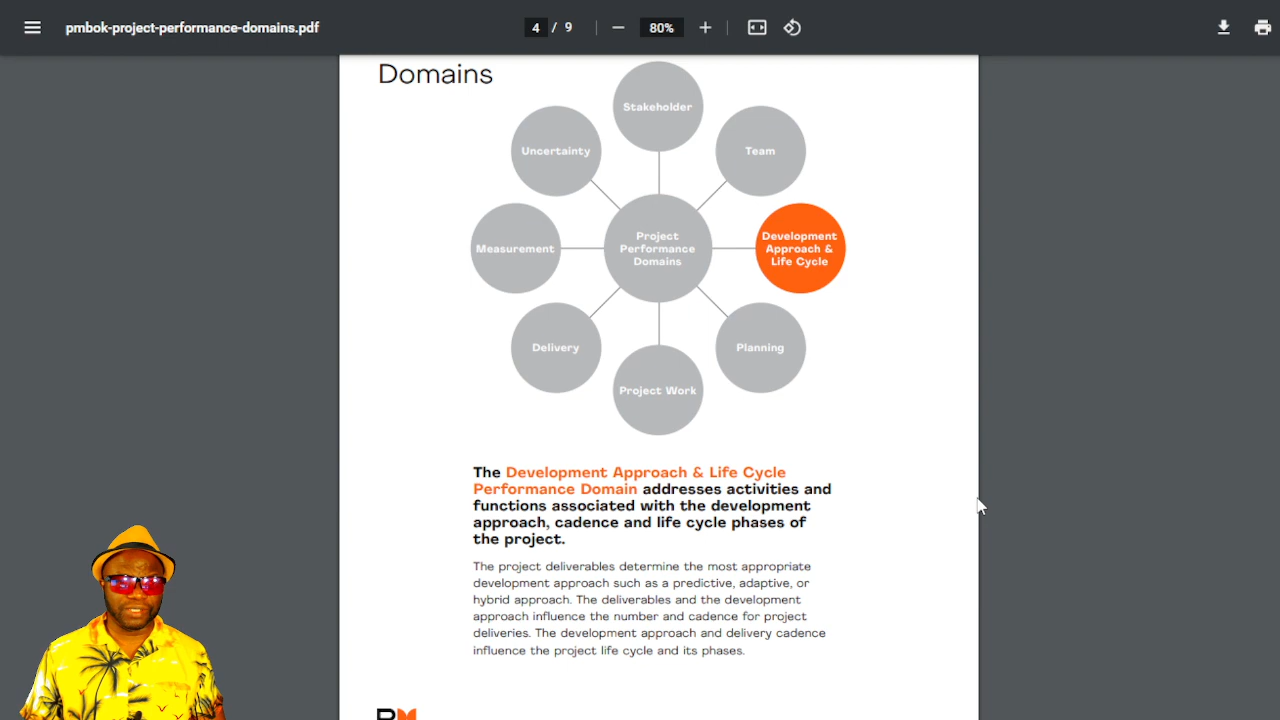 pmbok-project-performance-domains.pdf
4 / 9
80%
Domains
Stakeholder
Uncertainty
Team
Measurement
Project
Performance
Domains
Development
Approach &
Life Cycle
Delivery
Planning
Project Work
The Development Approach & Life Cycle
Performance Domain addresses activities and
functions associated with the development
approach, cadence and life cycle phases of
the project.
The project deliverables determine the most appropriate
development approach such as a predictive, adaptive, or
hybrid approach. The deliverables and the development
approach influence the number and cadence for project
deliveries. The development approach and delivery cadence
influence the project life cycle and its phases.